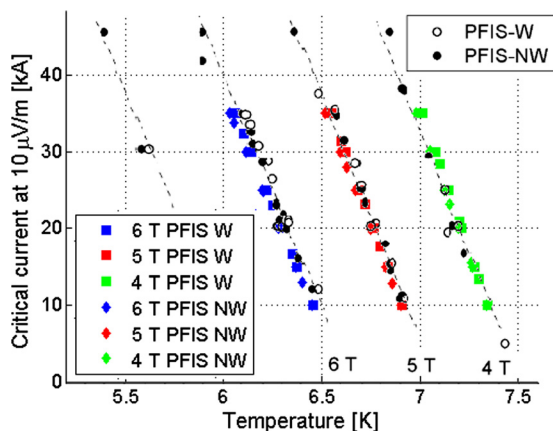 Critical current at 10 μV/m [kA]
40
30
20
10
0
PFIS-W
PFIS-NW
6 T PFIS W
5 T PFIS W
4 T PFIS W
6 T PFIS NW
5 T PFIS NW
4 T PFIS NW
6 T
5 T
4 T
5.5
6
6.5
7
7.5
Temperature [K]